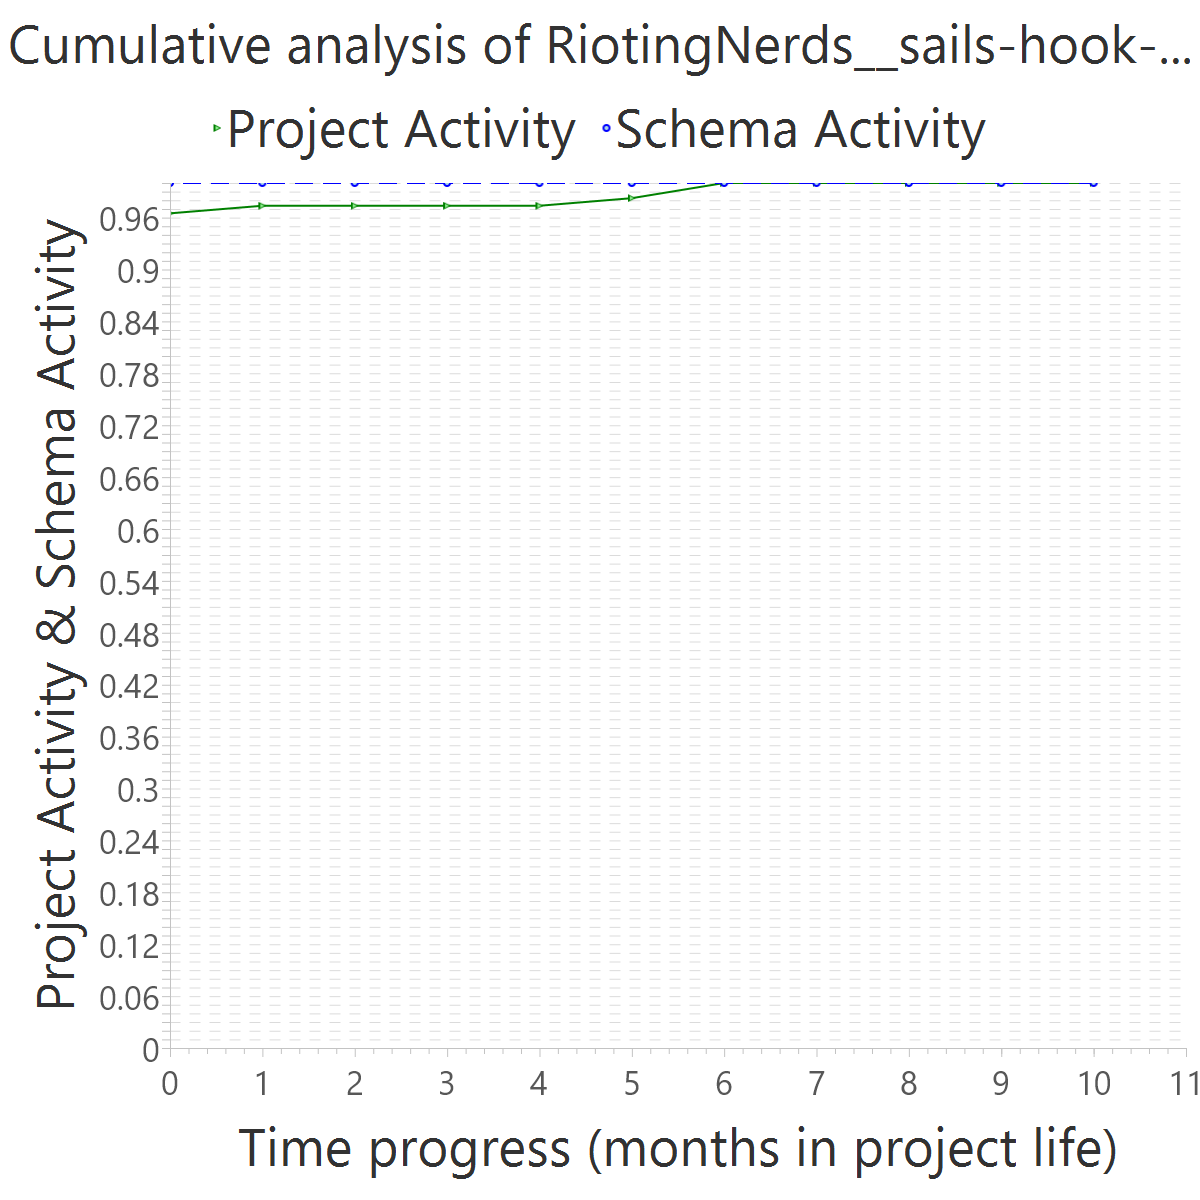 Cumulative analysis of RiotingNerds__sails-hook-...
Project Activity
Schema Activity
Project Activity & Schema Activity
0.96
0.9
0.84
0.78
0.72
0.66
0.6
0.54
0.48
0.42
0.36
0.3
0.24
0.18
0.12
0.06
0
0 1 2 3 4 5 6 7 8 9 10 11
Time progress (months in project life)